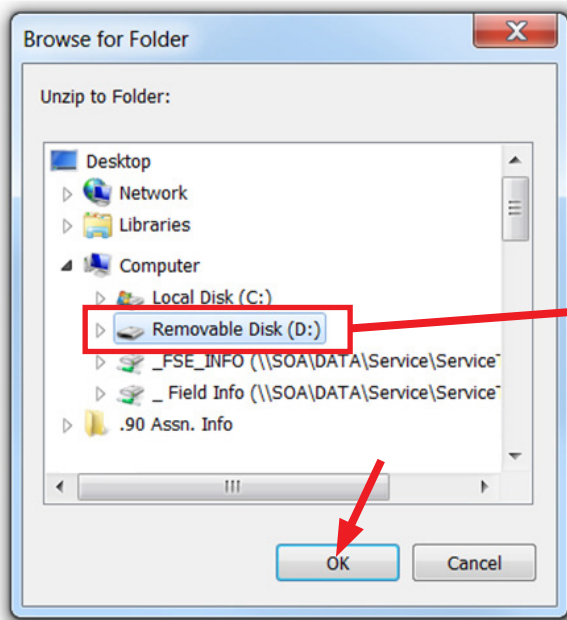 Browse for Folder
Unzip to Folder:
Desktop
Network
Libraries
Computer
Local Disk (C:)
Removable Disk (D:)
_FSE_INFO (\\SOA\DATA\Service\Service
_ Field Info (\\SOA\DATA\Service\Service
.90 Assn. Info
OK
Cancel